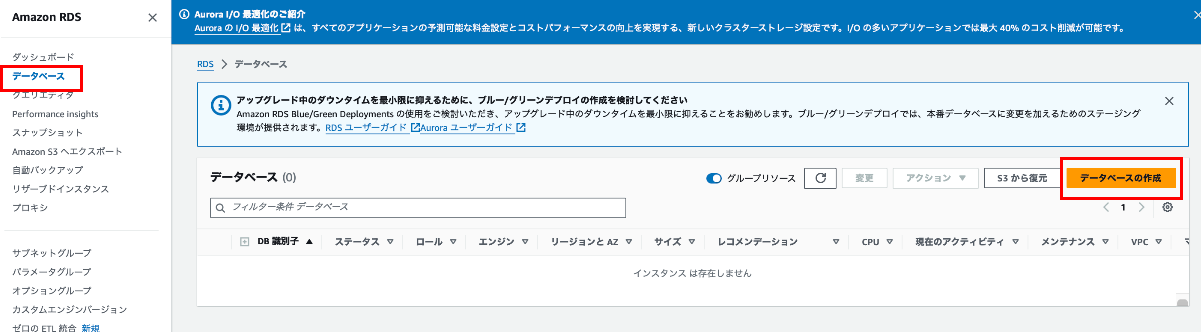 Amazon RDS
ダッシュボード
データベース
クエリエディタ
Performance insights
スナップショット
Amazon S3 へエクスポート
自動バックアップ
リザーブドインスタンス
プロキシ
サブネットグループ
パラメータグループ
オプショングループ
カスタムエンジンバージョン
ゼロの ETL 統合 新規
Aurora I/O 最適化のご紹介
Aurora の I/O 最適化 は、すべてのアプリケーションの予測可能な料金設定とコストパフォーマンスの向上を実現する、新しいクラスターストレージ設定です。I/O の多いアプリケーションでは最大 40% のコスト削減が可能です。
RDS > データベース
アップグレード中のダウンタイムを最小限に抑えるために、ブルー/グリーンデプロイの作成を検討してください
Amazon RDS Blue/Green Deployments の使用をご検討いただき、アップグレード中のダウンタイムを最小限に抑えることをお勧めします。ブルー/グリーンデプロイでは、本番データベースに変更を加えるためのステージング
環境が提供されます。RDS ユーザーガイド Aurora ユーザーガイド
データベース (0)
グループリソース 変更 アクション S3 から復元 データベースの作成
フィルター条件 データベース
1
DB 識別子 ステータス ロール エンジン リージョンと AZ サイズ レコメンデーション CPU 現在のアクティビティ メンテナンス VPC
インスタンス は存在しません